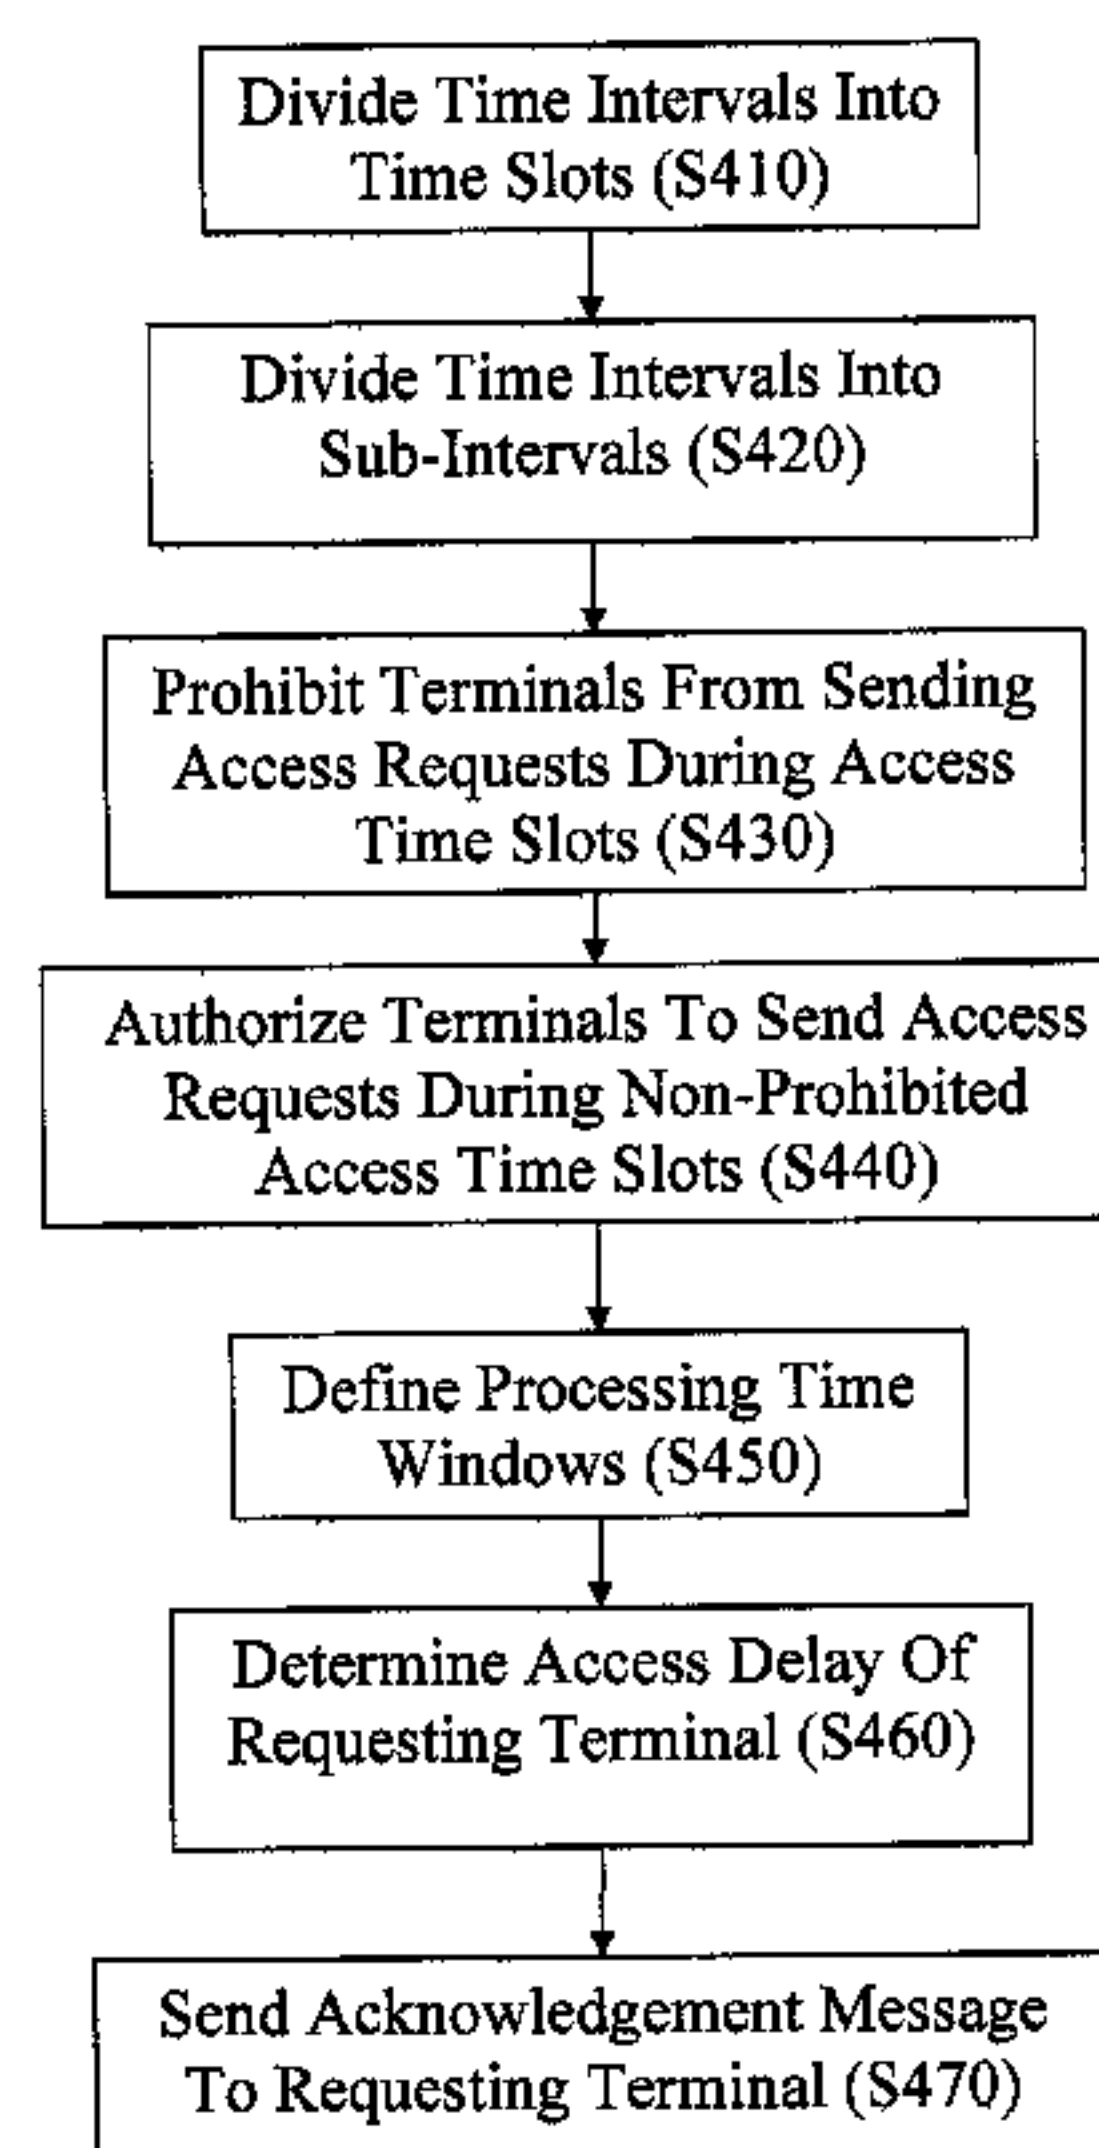 Divide Time Intervals Into
Time Slots (S410)
Divide Time Intervals Into
Sub-Intervals (S420)
Prohibit Terminals From Sending
Access Requests During Access
Time Slots (S430)
Authorize Terminals To Send Access
Requests During Non-Prohibited
Access Time Slots (S440)
Define Processing Time
Windows (S450)
Determine Access Delay Of
Requesting Terminal (S460)
Send Acknowledgement Message
To Requesting Terminal (S470)